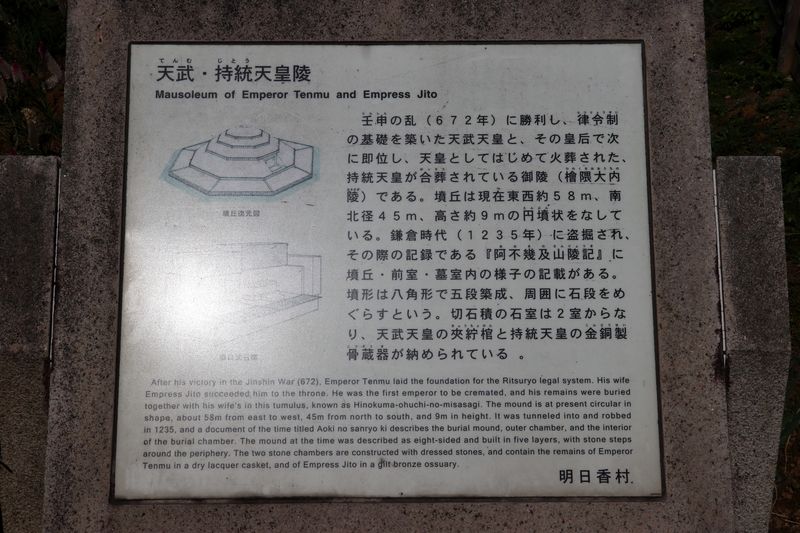 てんむ じとう
天武・持統天皇陵
Mausoleum of Emperor Tenmu and Empress Jito
墳丘復元図
壬申の乱（672年）に勝利し、律令制
の基礎を築いた天武天皇と、その皇后で次
に即位し、天皇としてはじめて火葬された、
持統天皇が合葬されている御陵（檜隈大内
陵）である。墳丘は現在東西約58m、南
北径45m、高さ約9mの円墳状をなして
いる。鎌倉時代（1235年）に盗掘され、
その際の記録である『阿不幾及山陵記』に
墳丘・前室・墓室内の様子の記載がある。
墳形は八角形で五段築成、周囲に石段をめ
ぐらすという。切石積の石室は2室からな
り、天武天皇の夾紵棺と持統天皇の金銅製
骨蔵器が納められている 。
After his victory in the Jinshin War (672), Emperor Tenmu laid the foundation for the Ritsuryo legal system. His wife
Empress Jito succeeded him to the throne. He was the first emperor to be cremated, and his remains were buried
together with his wife's in this tumulus, known as Hinokuma-ohuchi-no-misasagi. The mound is at present circular in
shape, about 58m from east to west, 45m from north to south, and 9m in height. It was tunneled into and robbed
in 1235, and a document of the time titled Aoki no sanryo ki describes the burial mound, outer chamber, and the interior
of the burial chamber. The mound at the time was described as eight-sided and built in five layers, with stone steps
around the periphery. The two stone chambers are constructed with dressed stones, and contain the remains of Emperor
Tenmu in a dry lacquer casket, and of Empress Jito in a gilt bronze ossuary.
明日香村